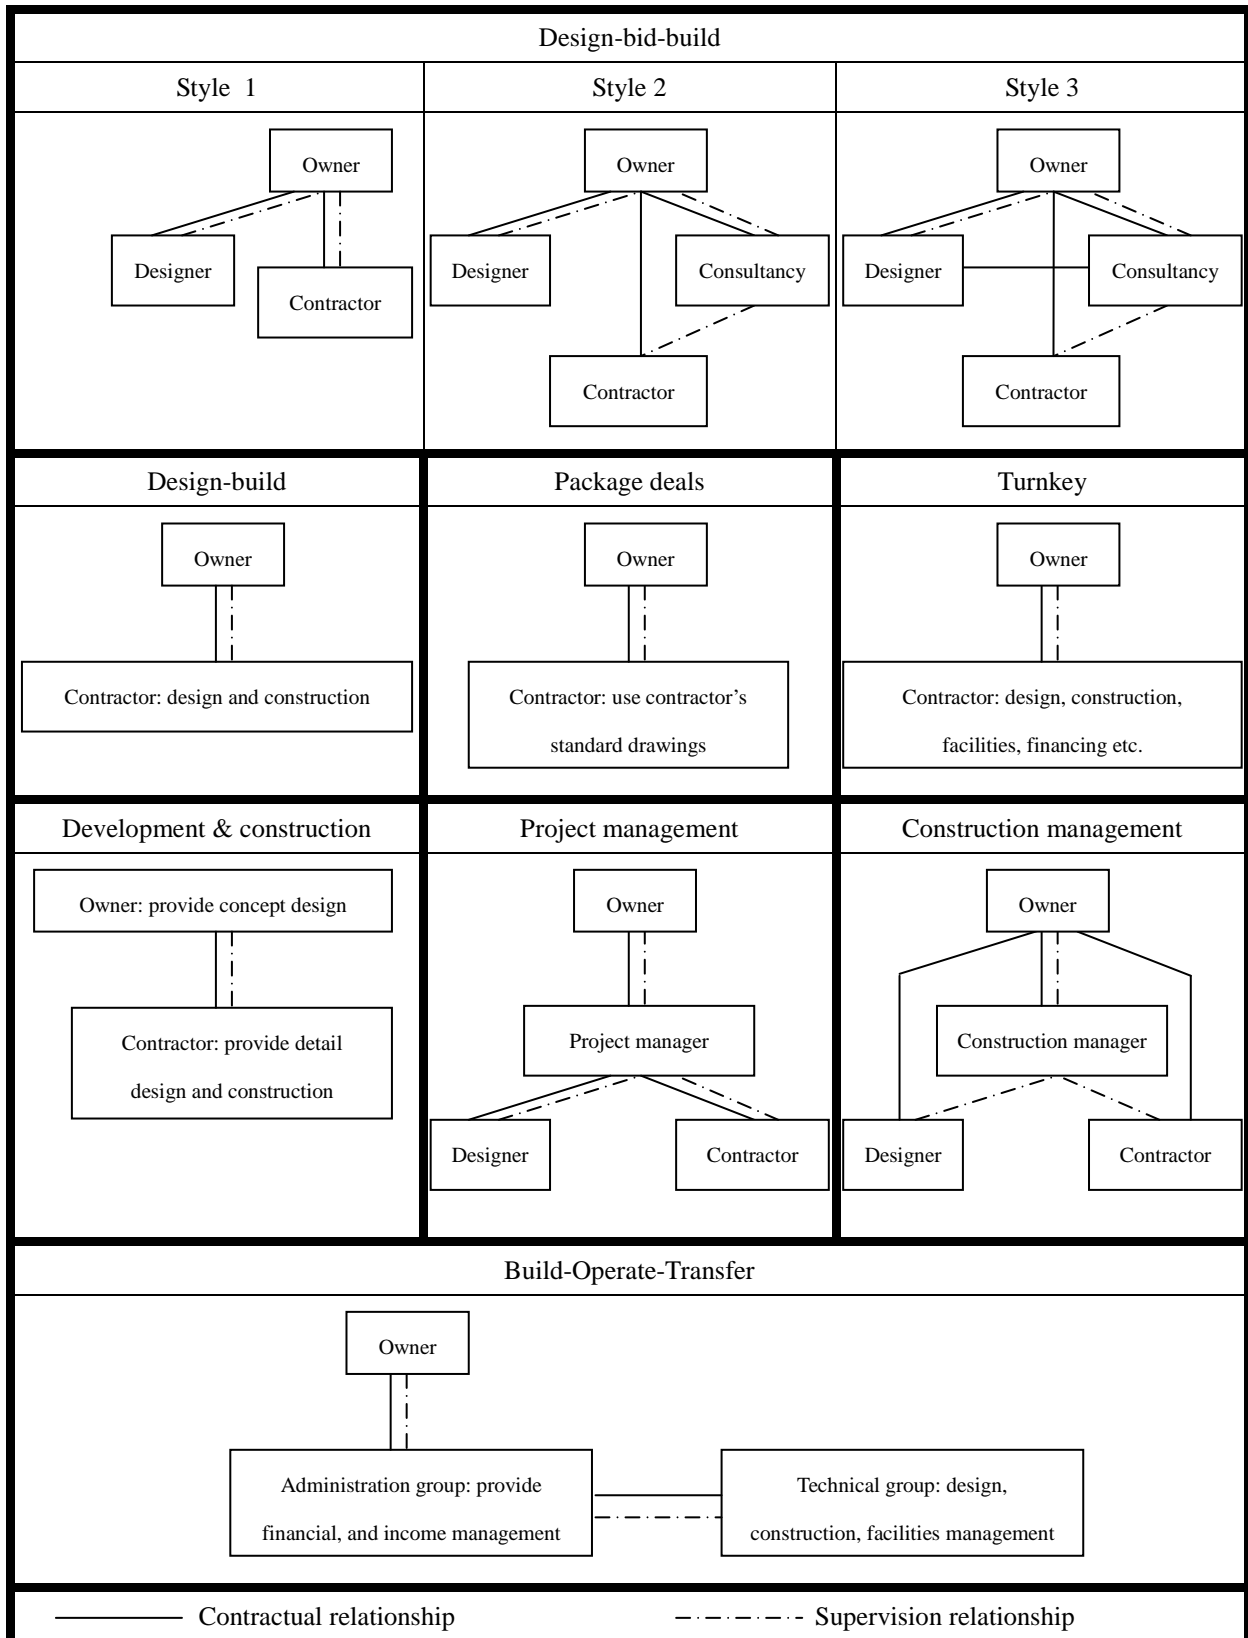 Design-bid-build
Style 1
Style 2
Style 3
Owner
Designer
Contractor
Owner
Designer
Consultancy
Contractor
Owner
Designer
Consultancy
Contractor
Design-build
Package deals
Turnkey
Owner
Contractor: design and construction
Owner
Contractor: use contractor’s
standard drawings
Owner
Contractor: design, construction,
facilities, financing etc.
Development & construction
Project management
Construction management
Owner: provide concept design
Contractor: provide detail
design and construction
Owner
Project manager
Designer
Contractor
Owner
Construction manager
Designer
Contractor
Build-Operate-Transfer
Owner
Administration group: provide
financial, and income management
Technical group: design,
construction, facilities management
Contractual relationship
Supervision relationship